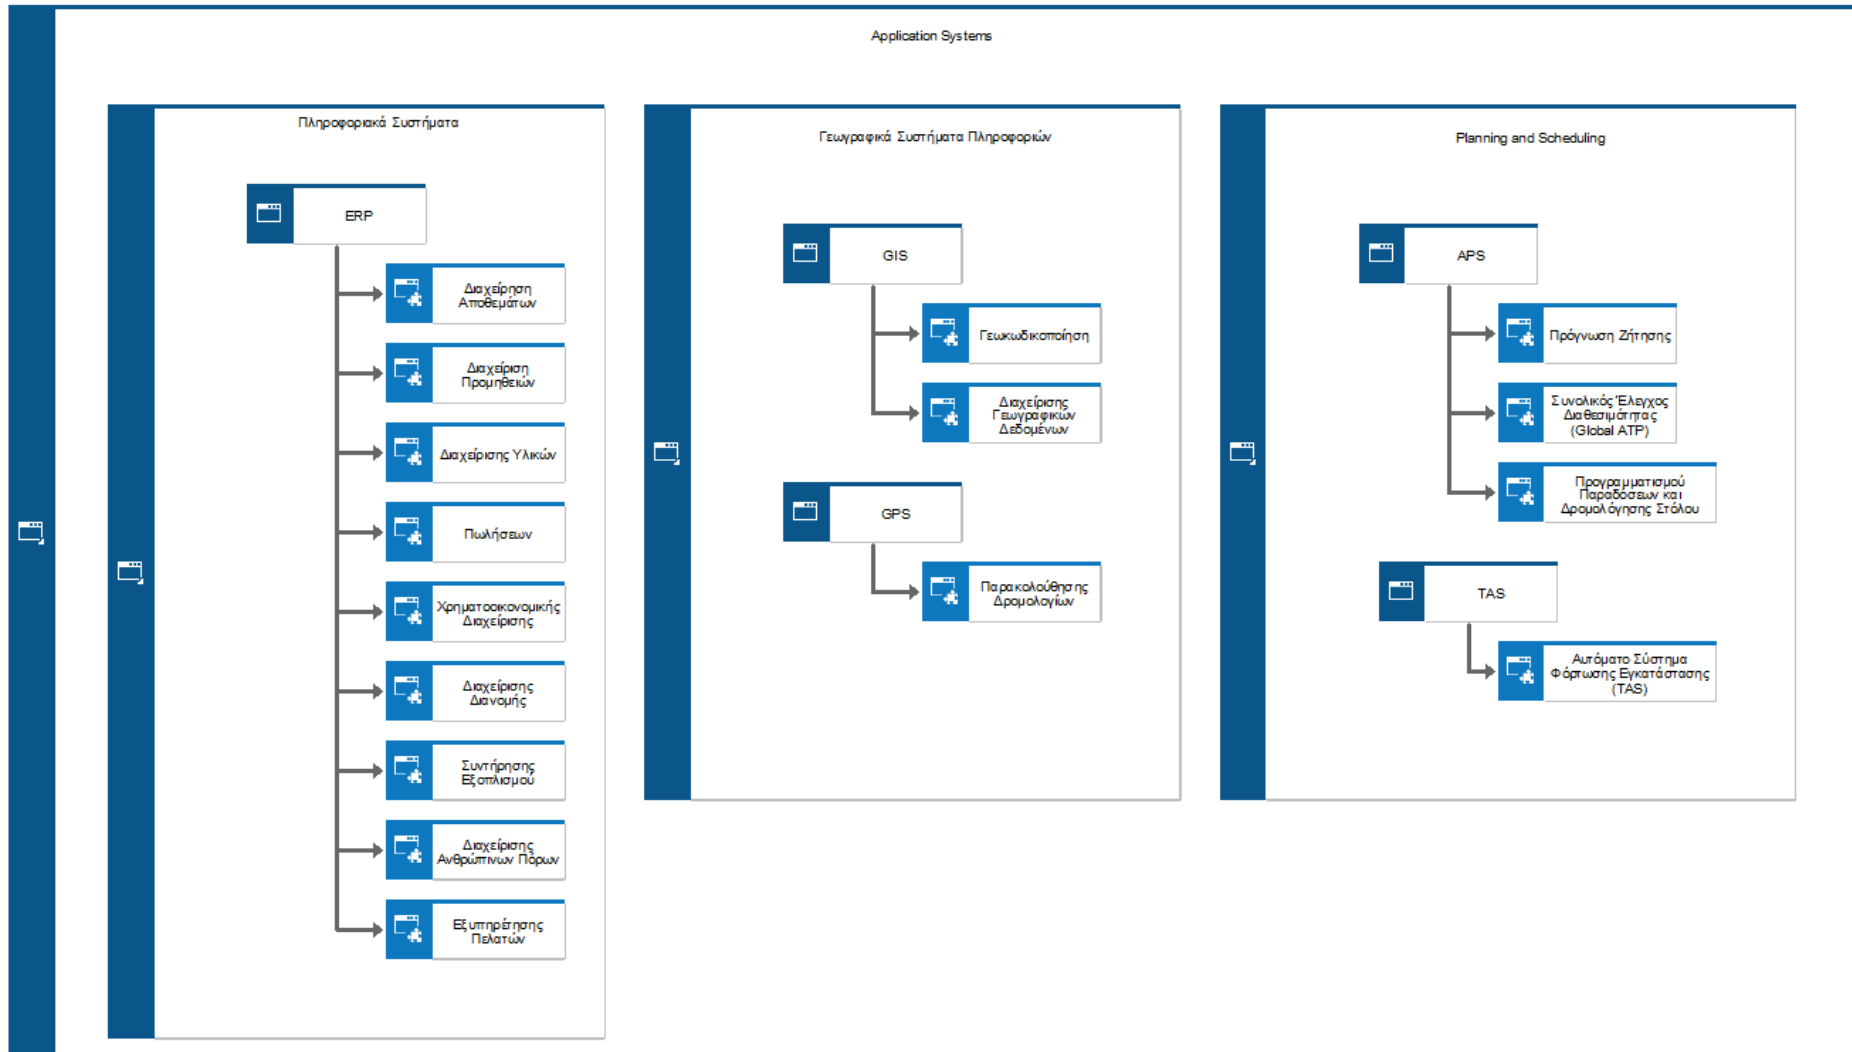 Application Systems
Πληροφοριακά Συστήματα
ERP
Διαχείρηση
Αποθεμάτων
Διαχείριση
Προμηθειών
Διαχείρισης Υλικών
Πωλήσεων
Χρηματοοικονομικής
Διαχείρισης
Διαχείρισης
Διανομής
Συντήρησης
Εξοπλισμού
Διαχείρισης
Ανθρώπινων Πόρων
Εξυπηρέτησης
Πελατών
Γεωγραφικά Συστήματα Πληροφοριών
GIS
Γεωκωδικοποίηση
Διαχείρισης
Γεωγραφικών
Δεδομένων
GPS
Παρακολούθησης
Δρομολογίων
Planning and Scheduling
APS
Πρόγνωση Ζήτησης
Συνολικός Έλεγχος
Διαθεσιμότητας
(Global ATP)
Προγραμματισμού
Παραδόσεων και
Δρομολόγησης Στόλου
TAS
Αυτόματο Σύστημα
Φόρτωσης Εγκατάστασης
(TAS)